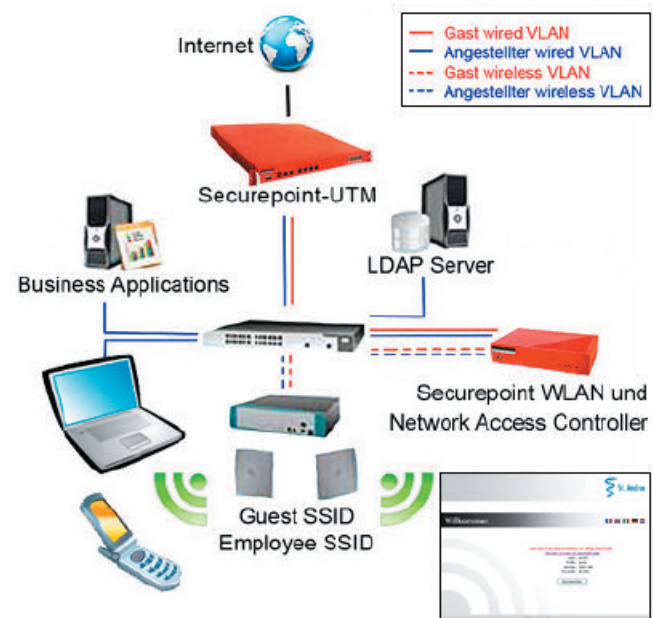 Internet
Gast wired VLAN
Angestellter wired VLAN
Gast wireless VLAN
Angestellter wireless VLAN
Securepoint-UTM
Business Applications
LDAP Server
Securepoint WLAN und
Network Access Controller
Guest SSID
Employee SSID
Willkommen